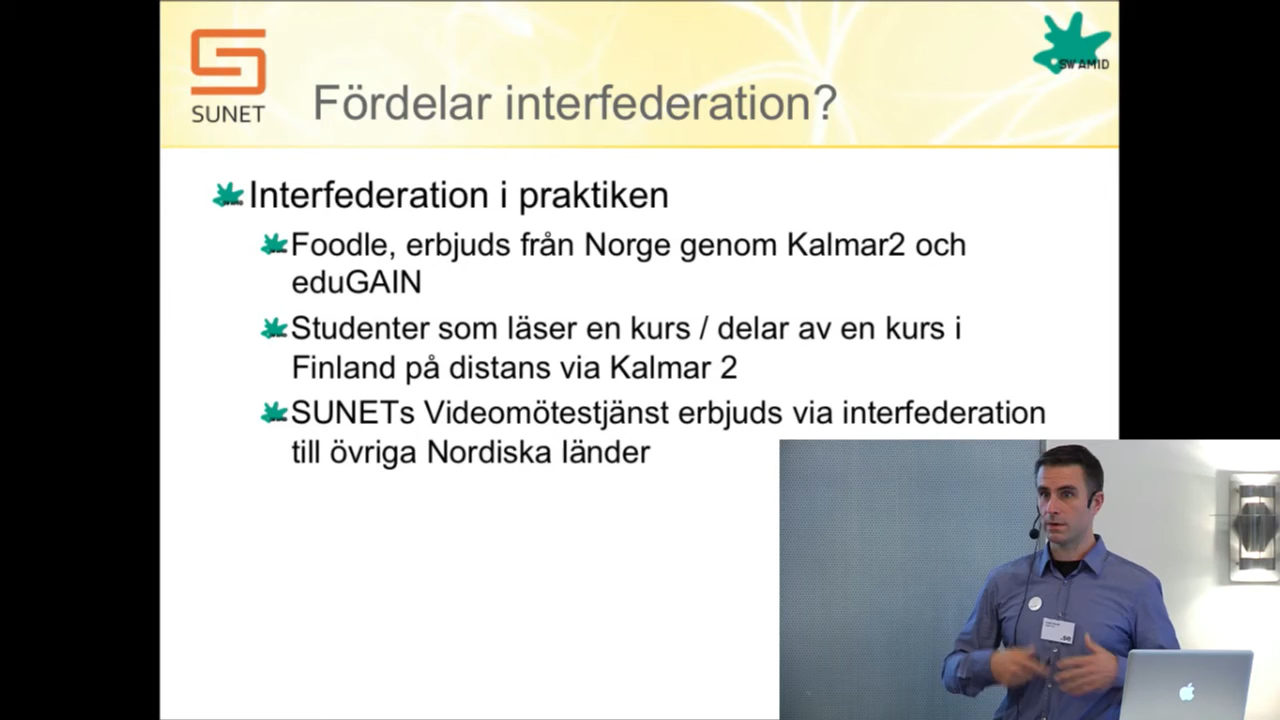 SUNET
SWAMID
Fördelar interfederation?
Interfederation i praktiken
Foodle, erbjuds från Norge genom Kalmar2 och
eduGAIN
Studenter som läser en kurs / delar av en kurs i
Finland på distans via Kalmar 2
SUNETs Videomötestjänst erbjuds via interfederation
till övriga Nordiska länder
.se